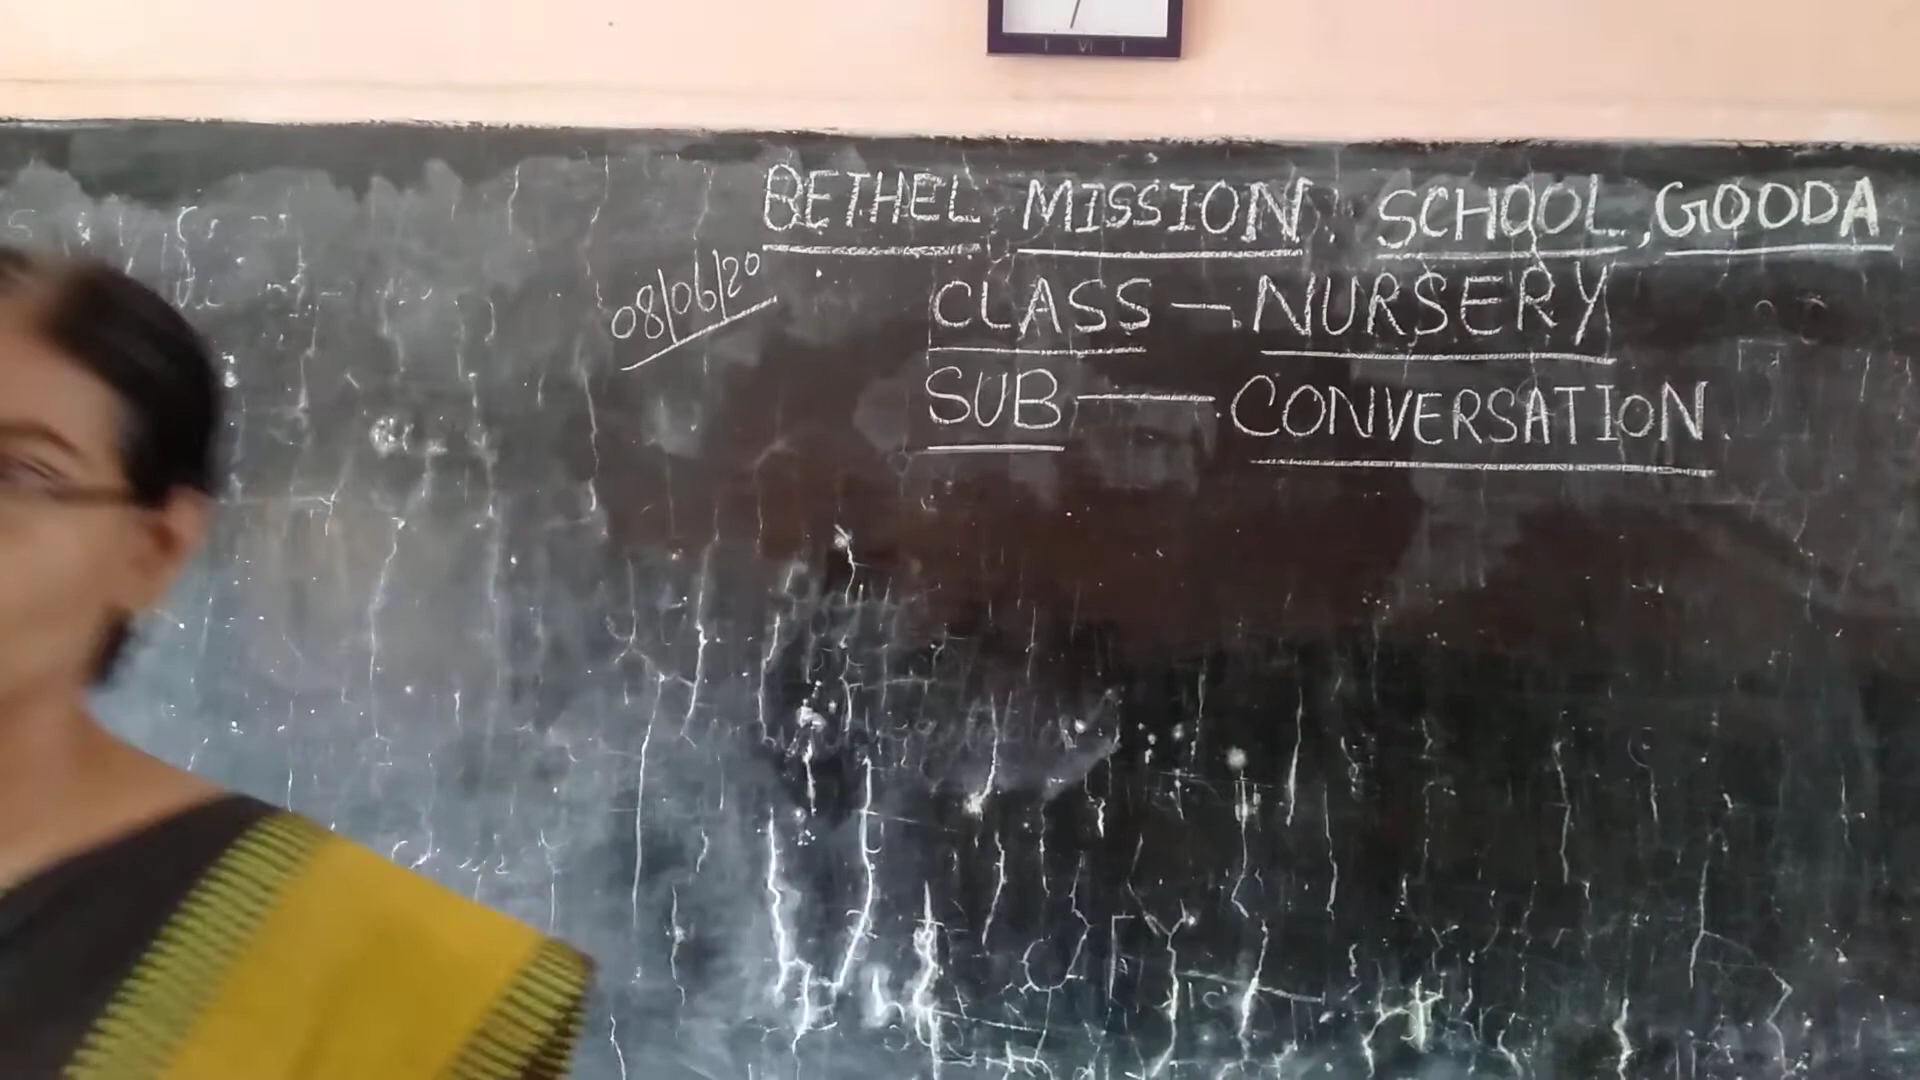 BETHEL MISSION SCHOOL, GOODA
08/06/20
CLASS — NURSERY
SUB — CONVERSATION.